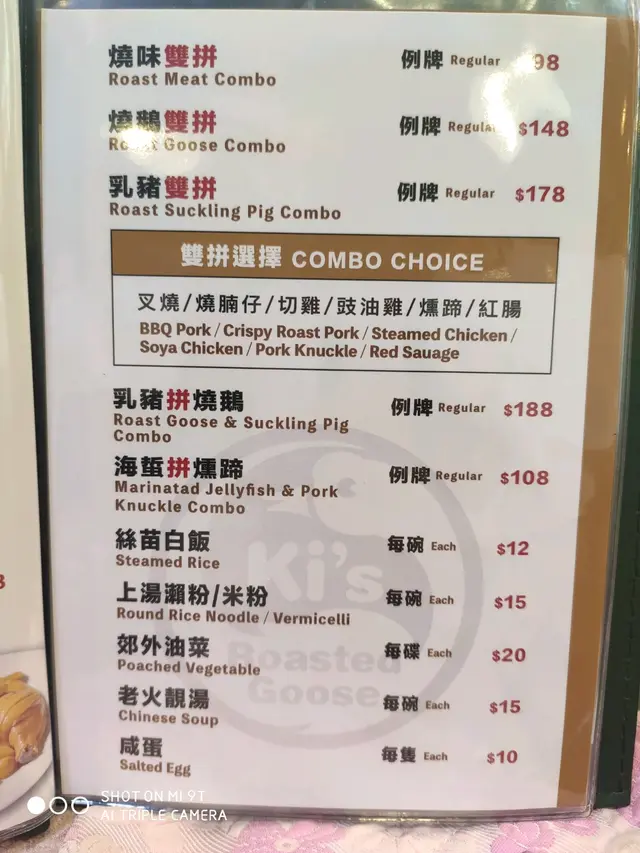 燒味雙拼 例牌 Regular 98
Roast Meat Combo
燒鵝雙拼 例牌 Regular $148
Roast Goose Combo
乳豬雙拼 例牌 Regular $178
Roast Suckling Pig Combo
雙拼選擇 COMBO CHOICE
叉燒/燒腩仔/切雞/豉油雞/燻蹄/紅腸
BBQ Pork / Crispy Roast Pork / Steamed Chicken /
Soya Chicken / Pork Knuckle / Red Sauage
乳豬拼燒鵝 例牌 Regular $188
Roast Goose & Suckling Pig
Combo
海蜇拼燻蹄 例牌 Regular $108
Marinatad Jellyfish & Pork
Knuckle Combo
絲苗白飯 每碗 Each $12
Steamed Rice
上湯瀨粉/米粉 每碗 Each $15
Round Rice Noodle / Vermicelli
郊外油菜 每碟 Each $20
Poached Vegetable
老火靚湯 每碗 Each $15
Chinese Soup
咸蛋 每隻 Each $10
Salted Egg
Ki's
Roasted
Goose
SHOT ON MI 9T
AI TRIPLE CAMERA